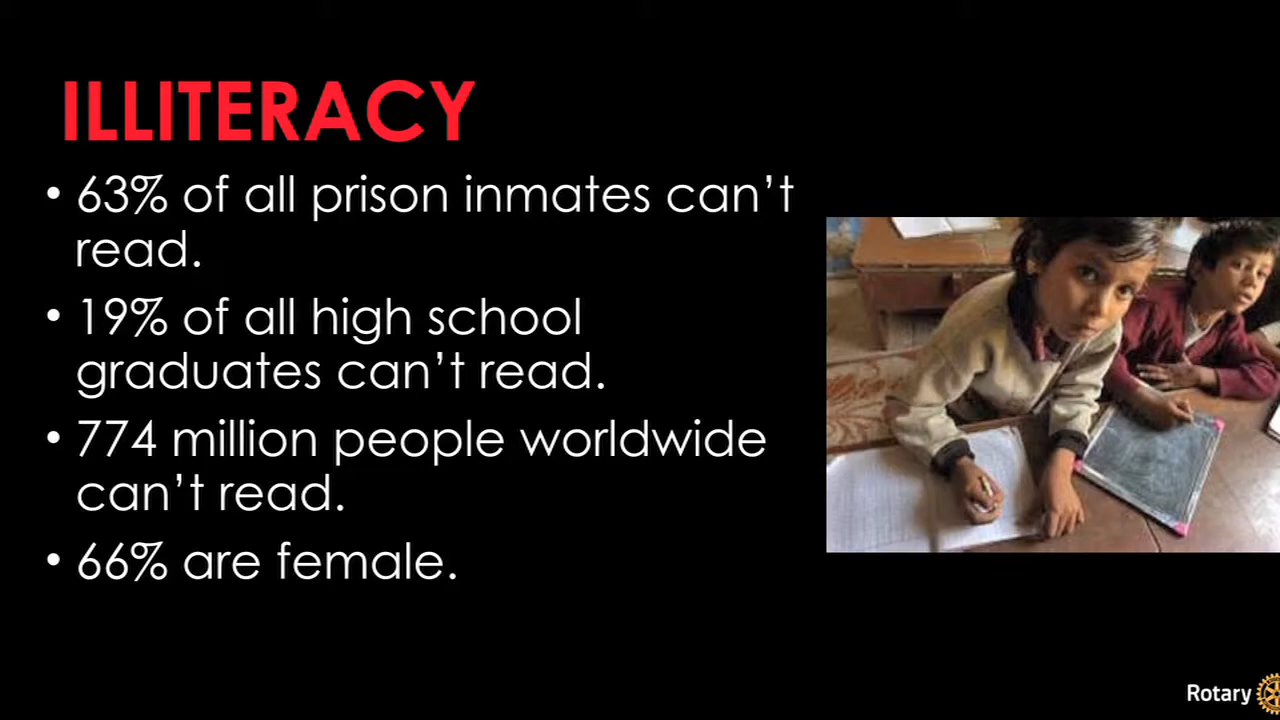 ILLITERACY
• 63% of all prison inmates can’t
read.
• 19% of all high school
graduates can’t read.
• 774 million people worldwide
can’t read.
• 66% are female.
Rotary